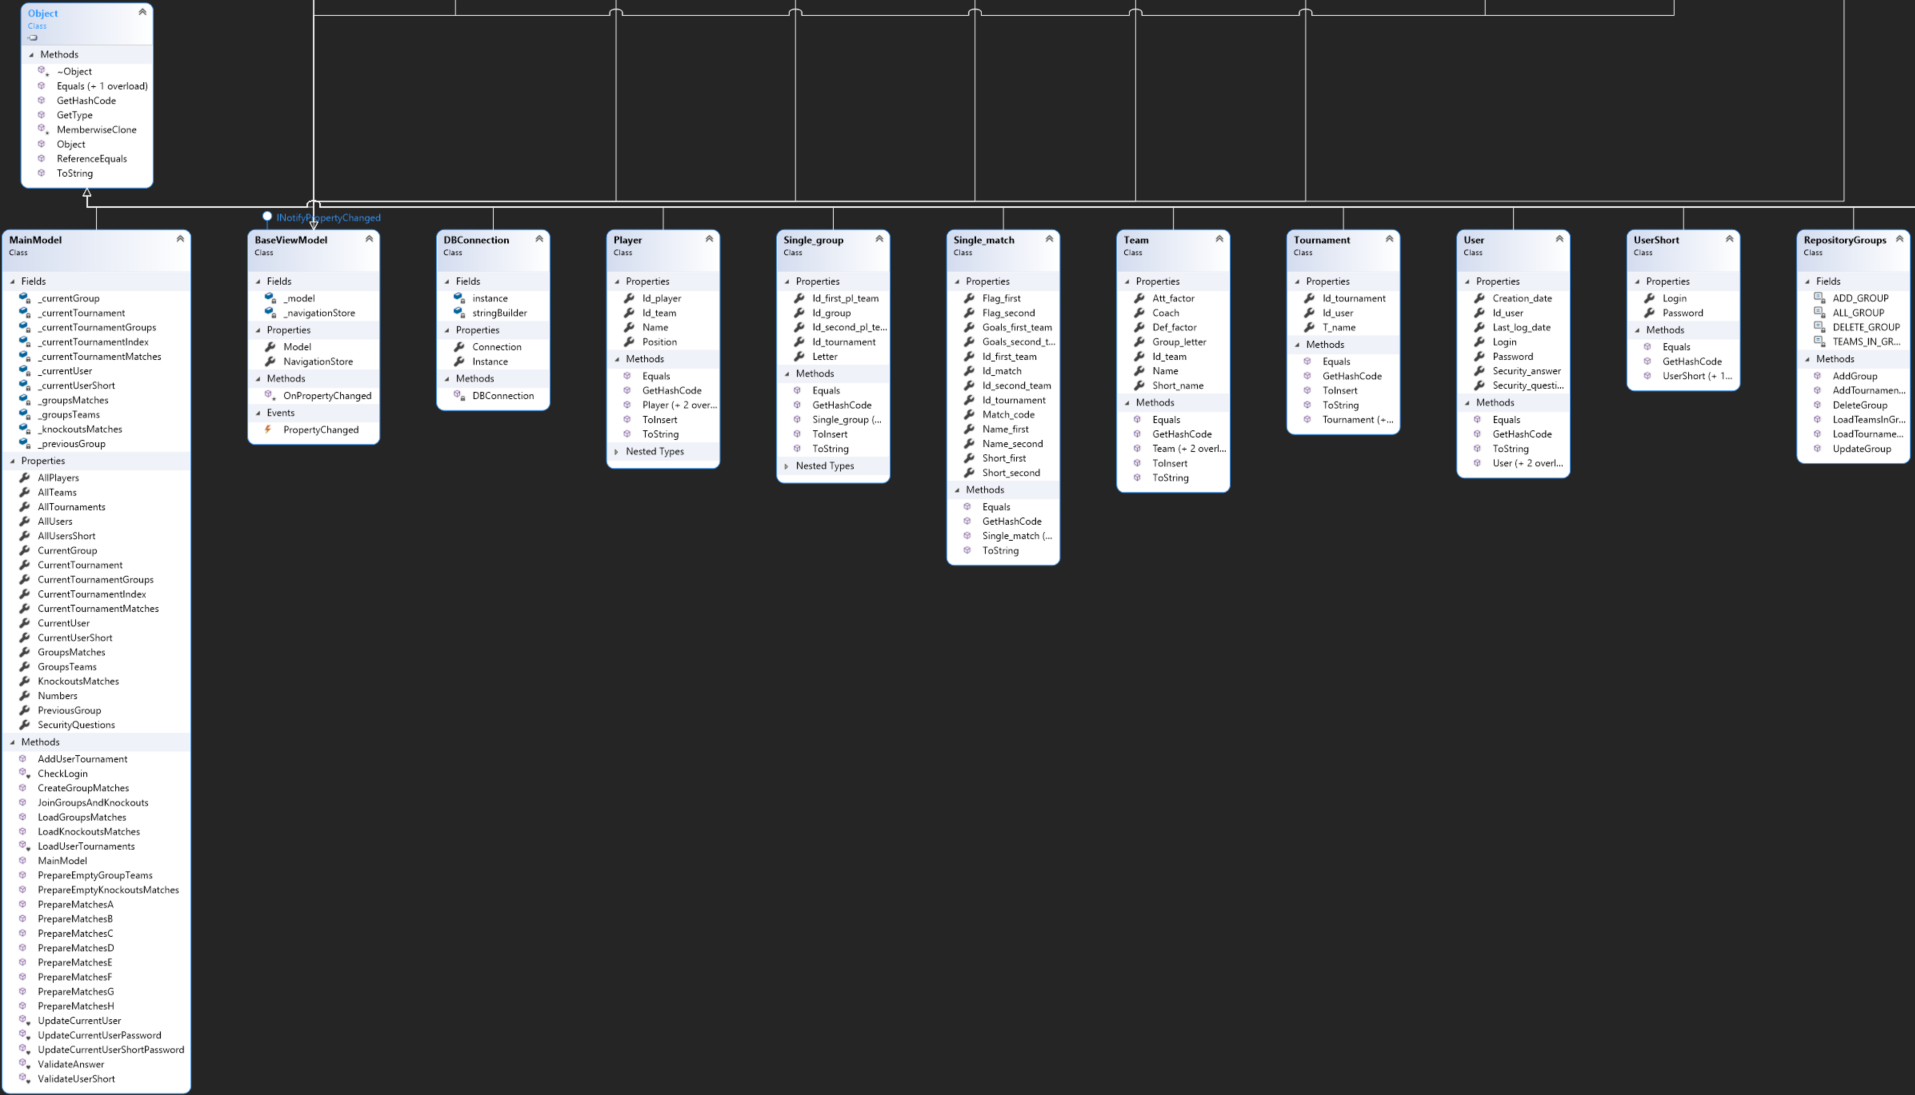 Object
Class
Methods
~Object
Equals (+ 1 overload)
GetHashCode
GetType
MemberwiseClone
Object
ReferenceEquals
ToString
MainModel
Class
Fields
_currentGroup
_currentTournament
_currentTournamentGroups
_currentTournamentIndex
_currentTournamentMatches
_currentUser
_currentUserShort
_groupsMatches
_groupsTeams
_knockoutsMatches
_previousGroup
Properties
AllPlayers
AllTeams
AllTournaments
AllUsers
AllUsersShort
CurrentGroup
CurrentTournament
CurrentTournamentGroups
CurrentTournamentIndex
CurrentTournamentMatches
CurrentUser
CurrentUserShort
GroupsMatches
GroupsTeams
KnockoutsMatches
Numbers
PreviousGroup
SecurityQuestions
Methods
AddUserTournament
CheckLogin
CreateGroupMatches
JoinGroupsAndKnockouts
LoadGroupsMatches
LoadKnockoutsMatches
LoadUserTournaments
MainModel
PrepareEmptyGroupTeams
PrepareEmptyKnockoutsMatches
PrepareMatchesA
PrepareMatchesB
PrepareMatchesC
PrepareMatchesD
PrepareMatchesE
PrepareMatchesF
PrepareMatchesG
PrepareMatchesH
UpdateCurrentUser
UpdateCurrentUserPassword
UpdateCurrentUserShortPassword
ValidateAnswer
ValidateUserShort
INotifyPropertyChanged
BaseViewModel
Class
Fields
_model
_navigationStore
Properties
Model
NavigationStore
Methods
OnPropertyChanged
Events
PropertyChanged
DBConnection
Class
Fields
instance
stringBuilder
Properties
Connection
Instance
Methods
DBConnection
Player
Class
Properties
Id_player
Id_team
Name
Position
Methods
Equals
GetHashCode
Player (+ 2 over...
ToInsert
ToString
Nested Types
Single_group
Class
Properties
Id_first_pl_team
Id_group
Id_second_pl_te...
Id_tournament
Letter
Methods
Equals
GetHashCode
Single_group (...
ToInsert
ToString
Nested Types
Single_match
Class
Properties
Flag_first
Flag_second
Goals_first_team
Goals_second_t...
Id_first_team
Id_match
Id_second_team
Id_tournament
Match_code
Name_first
Name_second
Short_first
Short_second
Methods
Equals
GetHashCode
Single_match (...
ToString
Team
Class
Properties
Att_factor
Coach
Def_factor
Group_letter
Id_team
Name
Short_name
Methods
Equals
GetHashCode
Team (+ 2 overl...
ToInsert
ToString
Tournament
Class
Properties
Id_tournament
Id_user
T_name
Methods
Equals
GetHashCode
ToInsert
ToString
Tournament (+...
User
Class
Properties
Creation_date
Id_user
Last_log_date
Login
Password
Security_answer
Security_questi...
Methods
Equals
GetHashCode
ToString
User (+ 2 overl...
UserShort
Class
Properties
Login
Password
Methods
Equals
GetHashCode
UserShort (+ 1...
RepositoryGroups
Class
Fields
ADD_GROUP
ALL_GROUP
DELETE_GROUP
TEAMS_IN_GR...
Methods
AddGroup
AddTournamen...
DeleteGroup
LoadTeamsInGr...
LoadTourname...
UpdateGroup